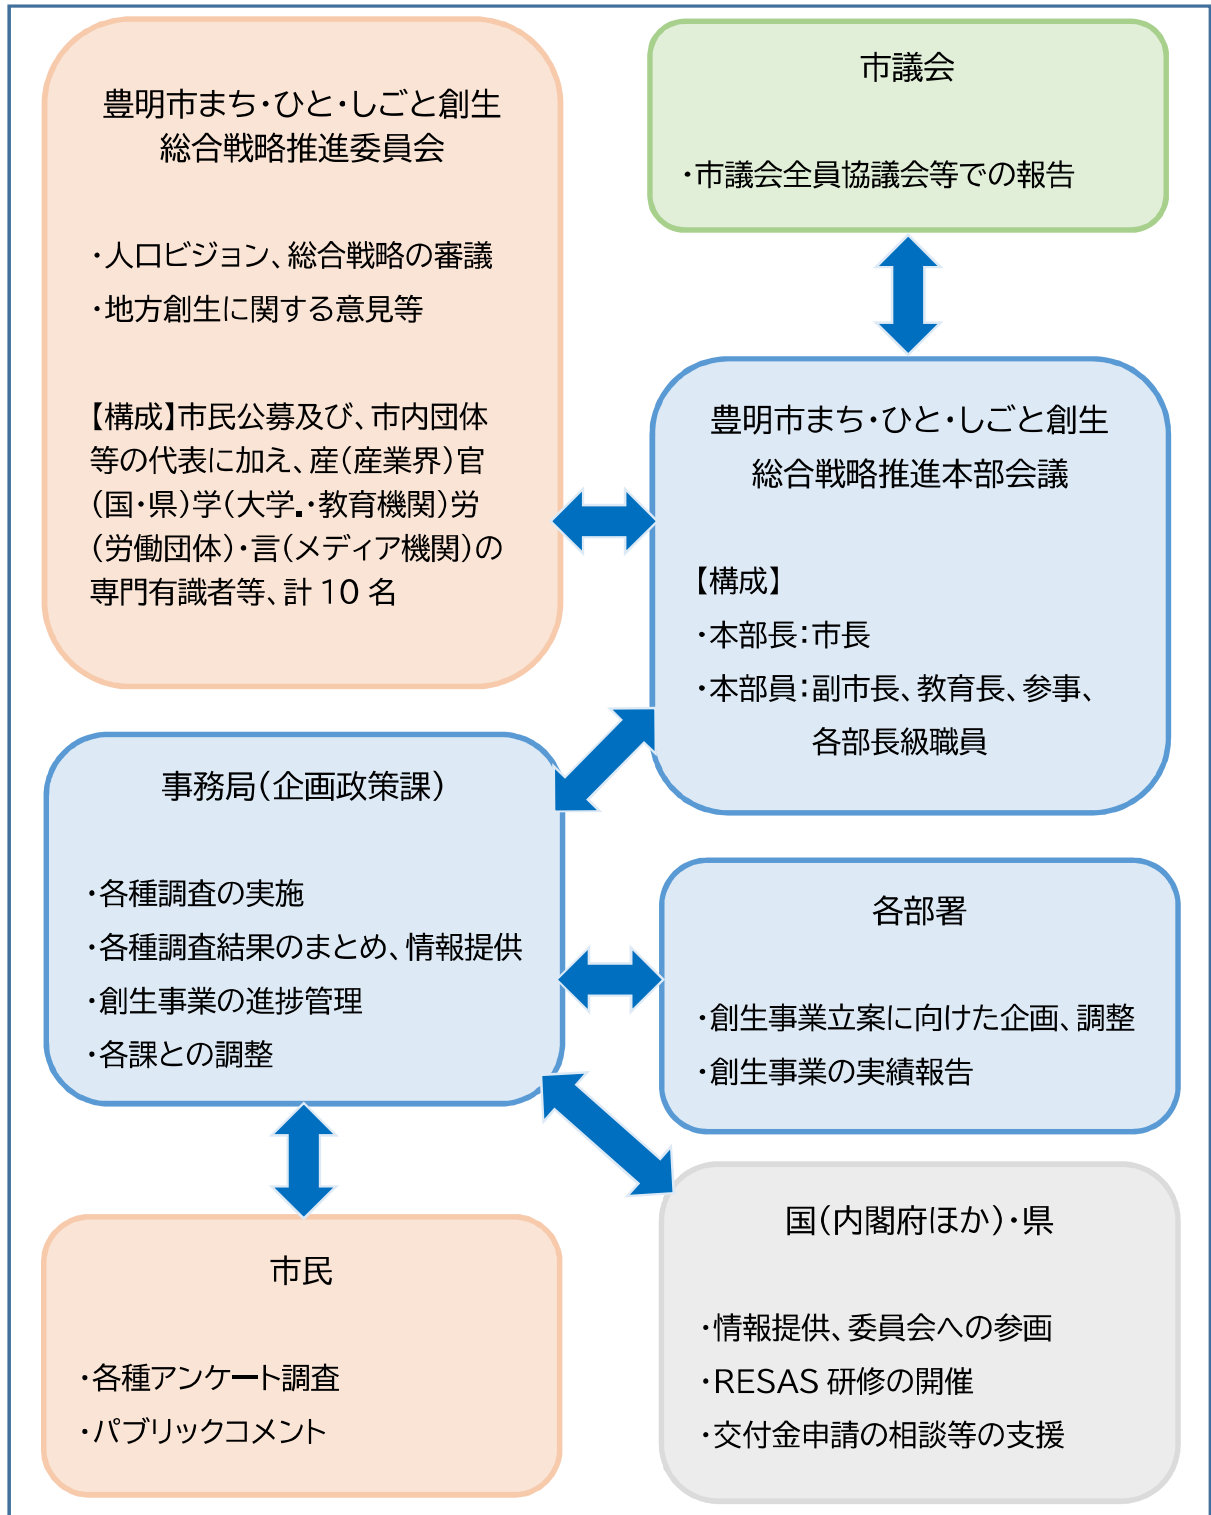 豊明市まち・ひと・しごと創生
総合戦略推進委員会
・人口ビジョン、総合戦略の審議
・地方創生に関する意見等
【構成】市民公募及び、市内団体
等の代表に加え、産（産業界）官
（国・県）学（大学.・教育機関）労
（労働団体）・言（メディア機関）の
専門有識者等、計 10 名
市議会
・市議会全員協議会等での報告
豊明市まち・ひと・しごと創生
総合戦略推進本部会議
【構成】
・本部長：市長
・本部員：副市長、教育長、参事、
各部長級職員
事務局（企画政策課）
・各種調査の実施
・各種調査結果のまとめ、情報提供
・創生事業の進捗管理
・各課との調整
各部署
・創生事業立案に向けた企画、調整
・創生事業の実績報告
市民
・各種アンケート調査
・パブリックコメント
国（内閣府ほか）・県
・情報提供、委員会への参画
・RESAS 研修の開催
・交付金申請の相談等の支援